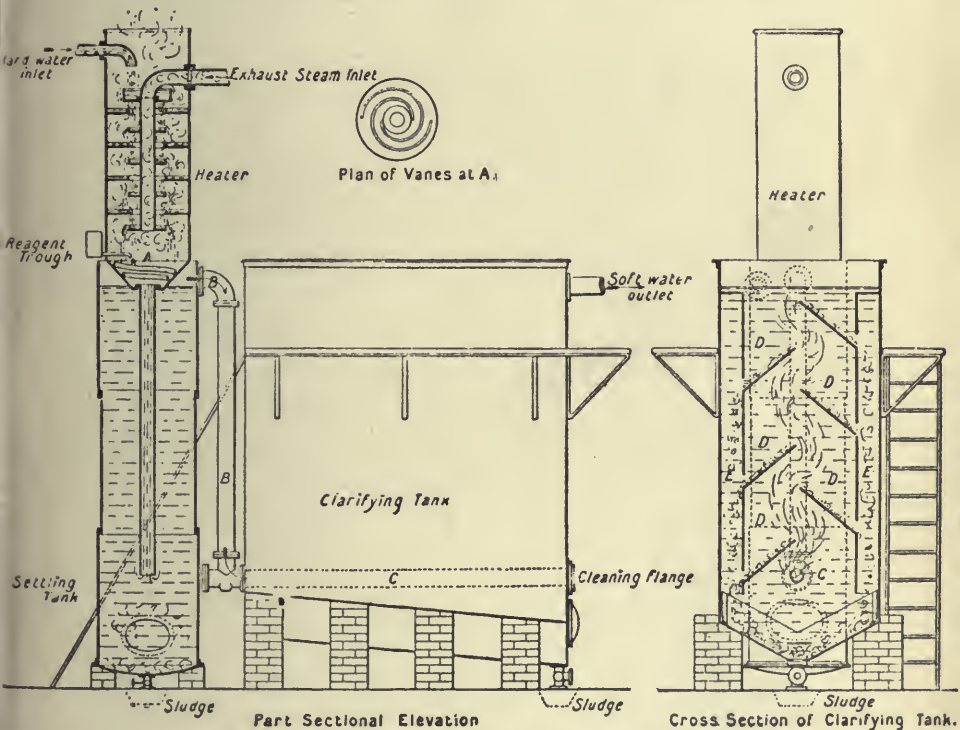 Hard water
inlet
Exhaust Steam Inlet
Plan of Vanes at A.
Heater
Heater
Reagent
Trough
A
B
Soft water
outlet
D
D
D
D
D
D
B
E
E
Clarifying Tank
C
C
Settling
Tank
Cleaning flange
Sludge
Sludge
Sludge
Part Sectional Elevation
Cross Section of Clarifying Tank.